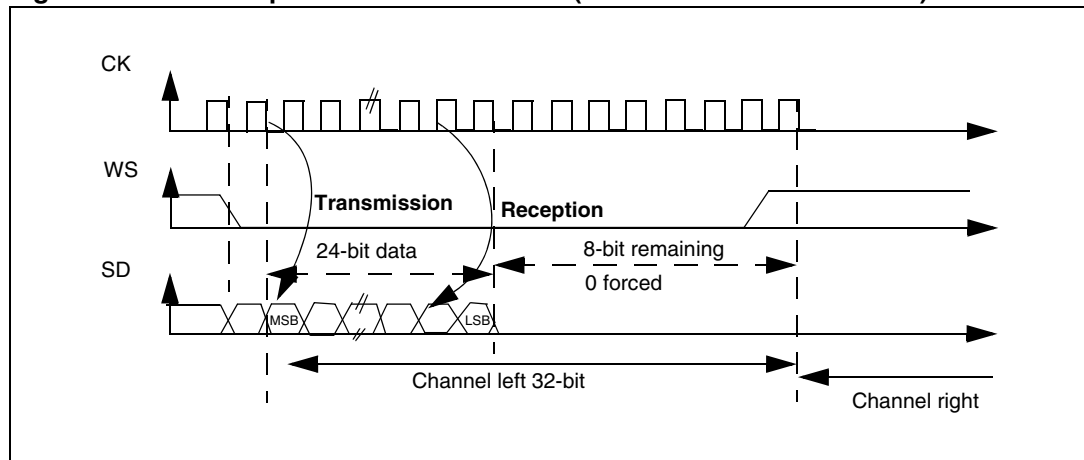 CK
WS
Transmission
Reception
24-bit data
8-bit remaining
0 forced
SD
MSB
LSB
Channel left 32-bit
Channel right